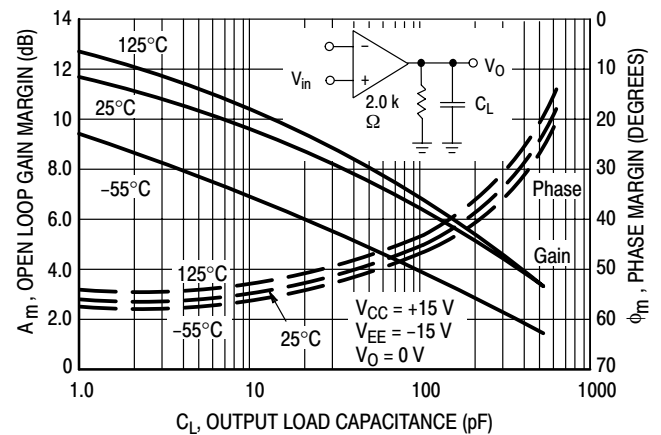 A m , OPEN LOOP GAIN MARGIN (dB)
14
12
10
8.0
6.0
4.0
2.0
0
125°C
25°C
–55°C
125°C
–55°C
25°C
–
+
V in
2.0 k
Ω
C L
V O
Phase
Gain
V CC = +15 V
V EE = –15 V
V O = 0 V
0
10
20
30
40
50
60
70
ϕ m , PHASE MARGIN (DEGREES)
1.0
10
100
1000
C L , OUTPUT LOAD CAPACITANCE (pF)